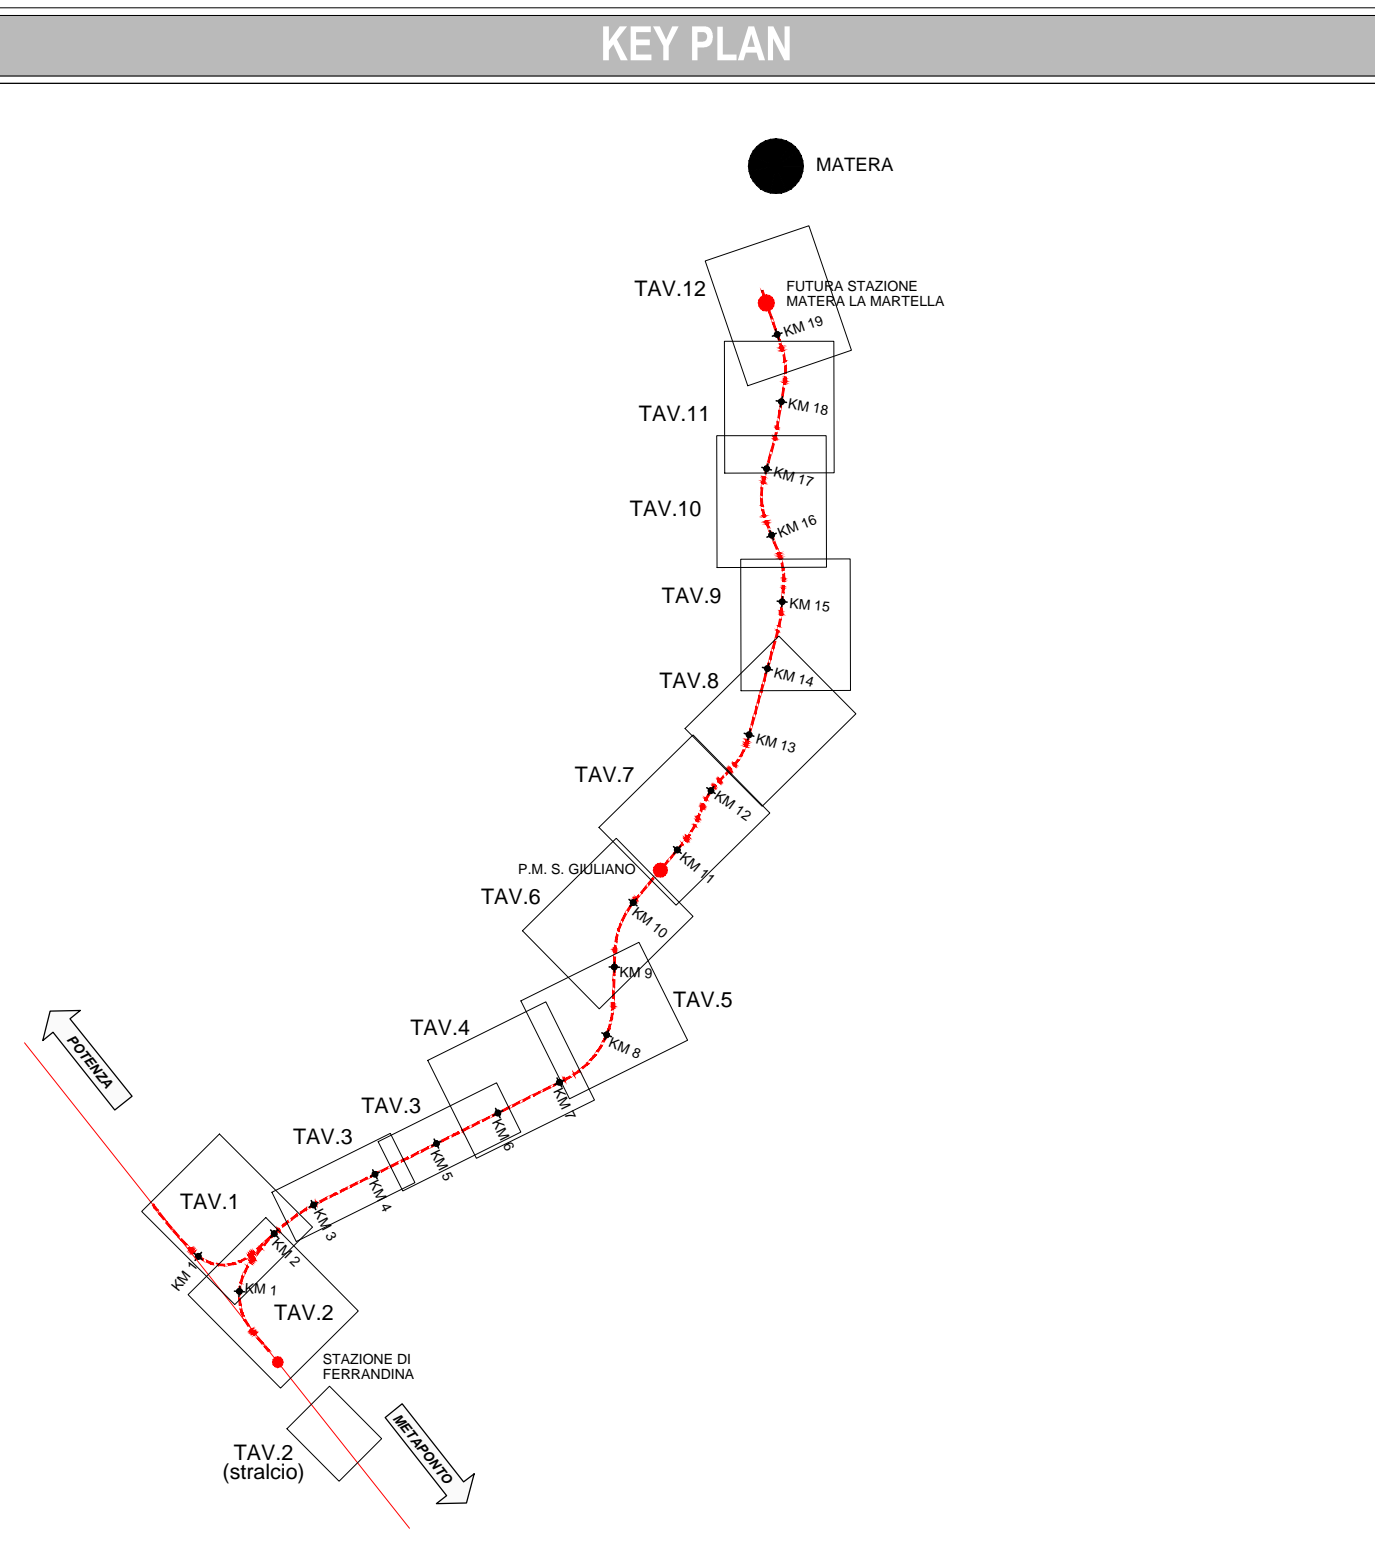 KEY PLAN
MATERA
TAV.12
FUTURA STAZIONE
MATERA LA MARTELLA
KM 19
TAV.11
KM 18
KM 17
TAV.10
KM 16
TAV.9
KM 15
TAV.8
KM 14
KM 13
TAV.7
KM 12
P.M. S. GIULIANO
KM 11
TAV.6
KM 10
KM 9
TAV.5
TAV.4
KM 8
POTENZA
KM 7
TAV.3
KM 6
TAV.3
KM 5
KM 4
TAV.1
KM 3
KM 2
KM 1
KM 1
TAV.2
STAZIONE DI
FERRANDINA
METAPONTO
TAV.2
(stralcio)